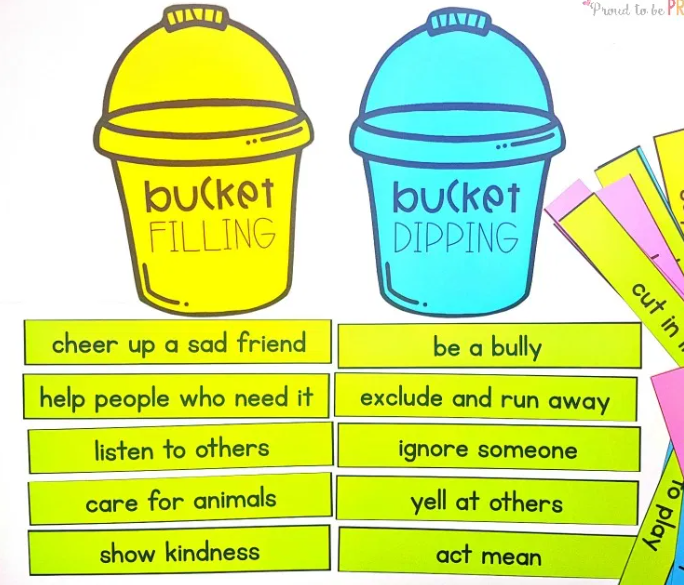 Proud to be
bucket
FILLING
bucket
DIPPING
cheer up a sad friend
be a bully
help people who need it
exclude and run away
listen to others
ignore someone
care for animals
yell at others
show kindness
act mean
cut in
to play